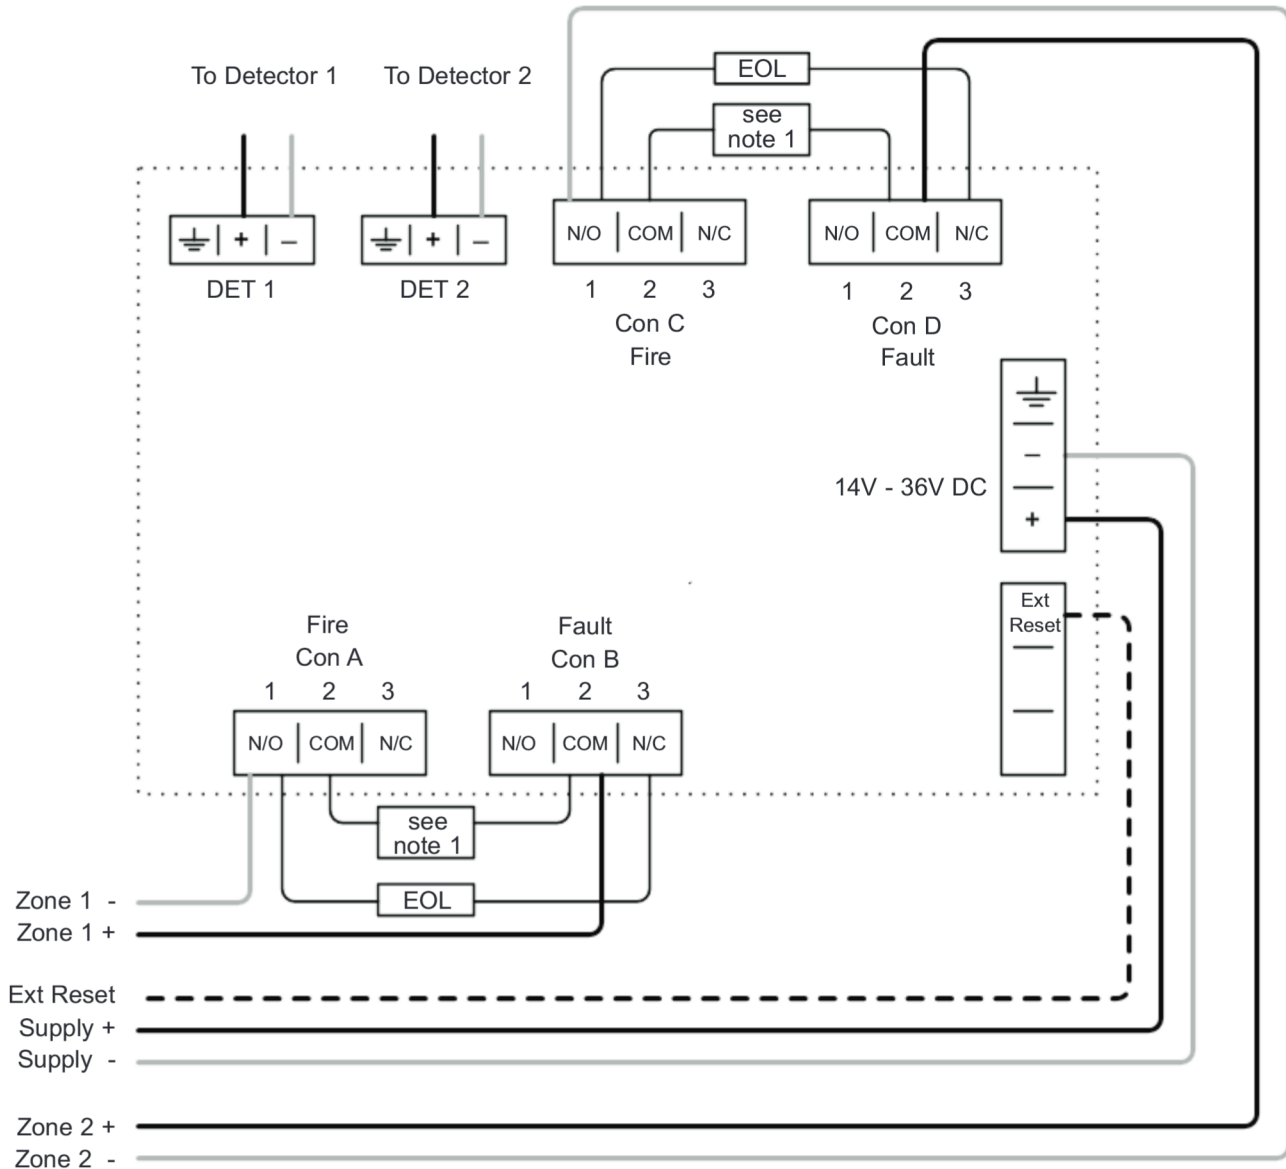 To Detector 1
To Detector 2
EOL
see
note 1
+ –
DET 1
+ –
DET 2
N/O COM N/C
1 2 3
Con C
Fire
N/O COM N/C
1 2 3
Con D
Fault
14V - 36V DC
–
+
Ext
Reset
Fire
Con A
1 2 3
N/O COM N/C
Fault
Con B
1 2 3
N/O COM N/C
see
note 1
EOL
Zone 1 -
Zone 1 +
Ext Reset
Supply +
Supply -
Zone 2 +
Zone 2 -